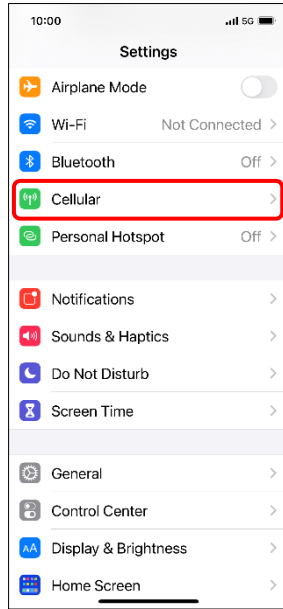 10:00 5G
Settings
Airplane Mode
Wi-Fi Not Connected
Bluetooth Off
Cellular
Personal Hotspot Off
Notifications
Sounds & Haptics
Do Not Disturb
Screen Time
General
Control Center
AA Display & Brightness
Home Screen